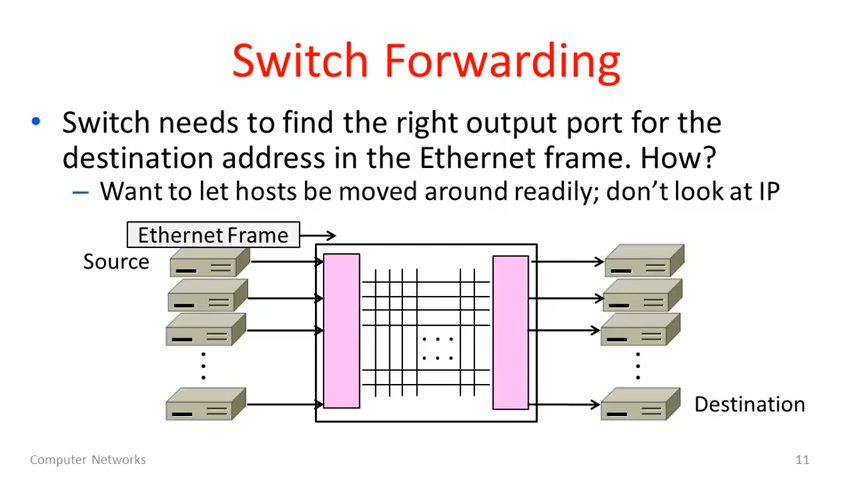 Switch Forwarding
• Switch needs to find the right output port for the
destination address in the Ethernet frame. How?
– Want to let hosts be moved around readily; don't look at IP
Ethernet Frame
Source
. . .
. . .
Destination
Computer Networks
11